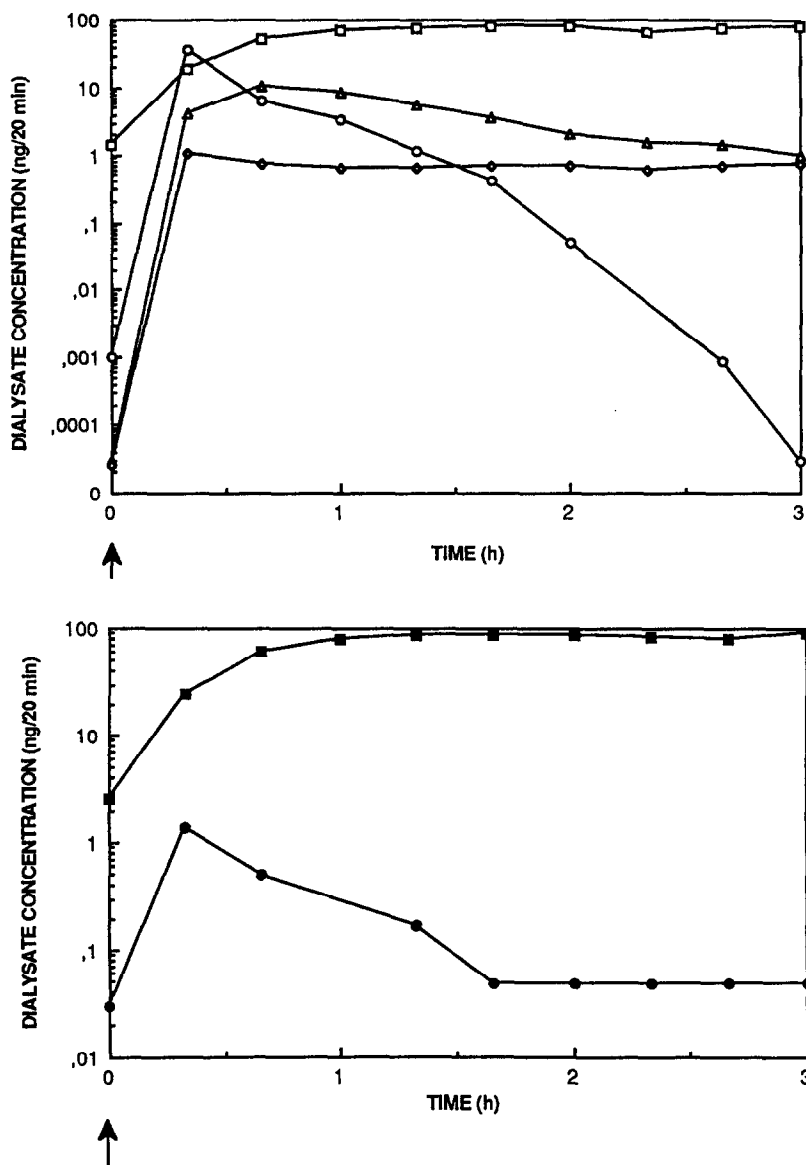 DIALYSATE CONCENTRATION (ng/20 min)
100
10
1
,1
,01
,001
,0001
0
0 1 2 3
TIME (h)
DIALYSATE CONCENTRATION (ng/20 min)
100
10
1
,1
,01
0 1 2 3
TIME (h)